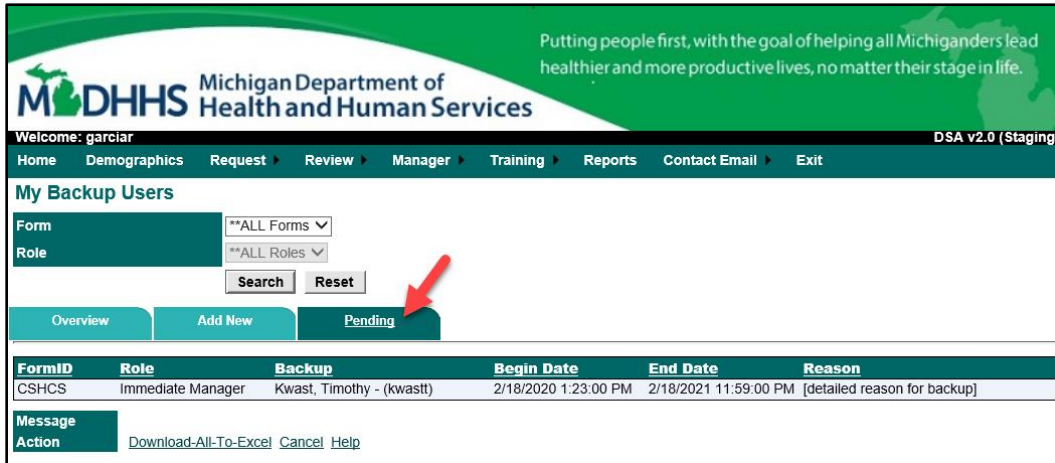 Putting people first, with the goal of helping all Michiganders lead
healthier and more productive lives, no matter their stage in life.
MDHHS Michigan Department of
Health and Human Services
Welcome: garciar DSA v2.0 (Staging
Home Demographics Request Review Manager Training Reports Contact Email Exit
My Backup Users
Form **ALL Forms
Role **ALL Roles
Search Reset
Overview Add New Pending
FormID Role Backup Begin Date End Date Reason
CSHCS Immediate Manager Kwast, Timothy - (kwastt) 2/18/2020 1:23:00 PM 2/18/2021 11:59:00 PM [detailed reason for backup]
Message
Action Download-All-To-Excel Cancel Help